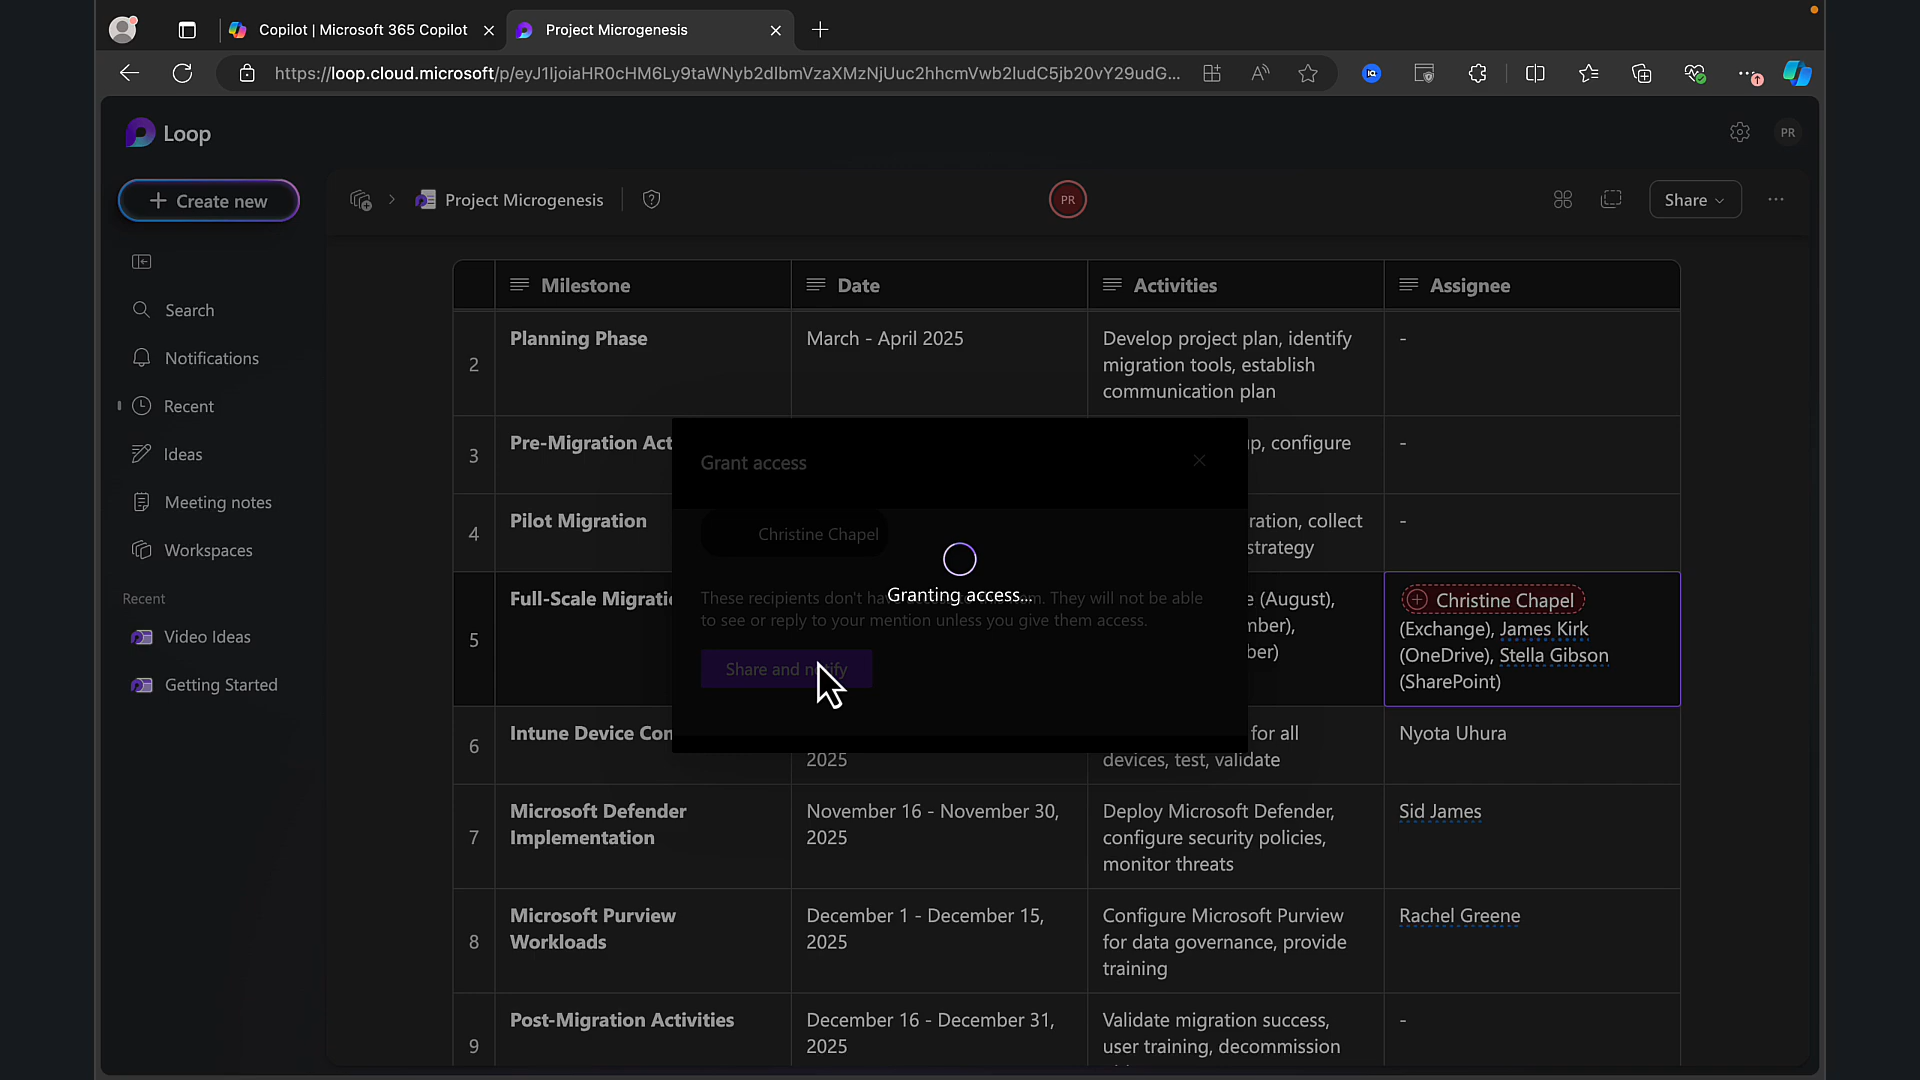 Copilot | Microsoft 365 Copilot
Project Microgenesis
https://loop.cloud.microsoft/p/eyJ1IjoiaHR0cHM6Ly9taWNyb2dlbmVzaXMzNjUuc2hhcmVwb2ludC5jb20vY29udG...
Loop
PR
Create new
Project Microgenesis
PR
Share
Search
Notifications
Recent
Ideas
Meeting notes
Workspaces
Recent
Video Ideas
Getting Started
Milestone Date Activities Assignee
2 Planning Phase March - April 2025 Develop project plan, identify -
migration tools, establish
communication plan
3 Pre-Migration Act p, configure -
4 Pilot Migration ration, collect -
strategy
5 Full-Scale Migratio e (August), Christine Chapel
mber), (Exchange), James Kirk
ber) (OneDrive), Stella Gibson
(SharePoint)
Grant access
Christine Chapel
Granting access...
These recipients don't have access to this item. They will not be able
to see or reply to your mention unless you give them access.
Share and notify
6 Intune Device Con for all Nyota Uhura
2025 devices, test, validate
7 Microsoft Defender November 16 - November 30, Deploy Microsoft Defender, Sid James
Implementation 2025 configure security policies,
monitor threats
8 Microsoft Purview December 1 - December 15, Configure Microsoft Purview Rachel Greene
Workloads 2025 for data governance, provide
training
9 Post-Migration Activities December 16 - December 31, Validate migration success, -
2025 user training, decommission